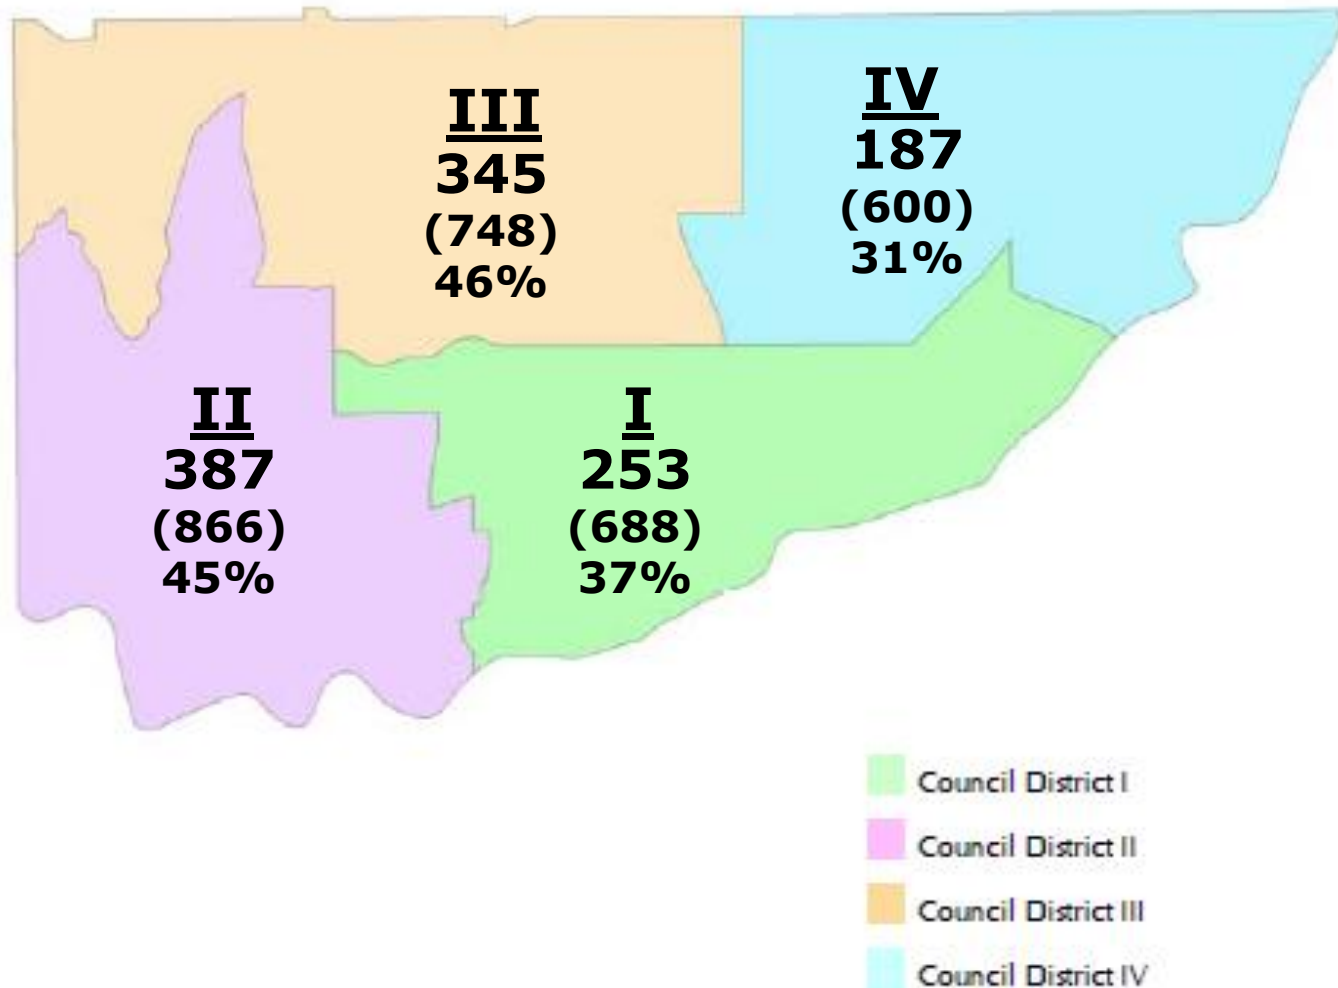 III
345
(748)
46%
IV
187
(600)
31%
II
387
(866)
45%
I
253
(688)
37%
Council District I
Council District II
Council District III
Council District IV